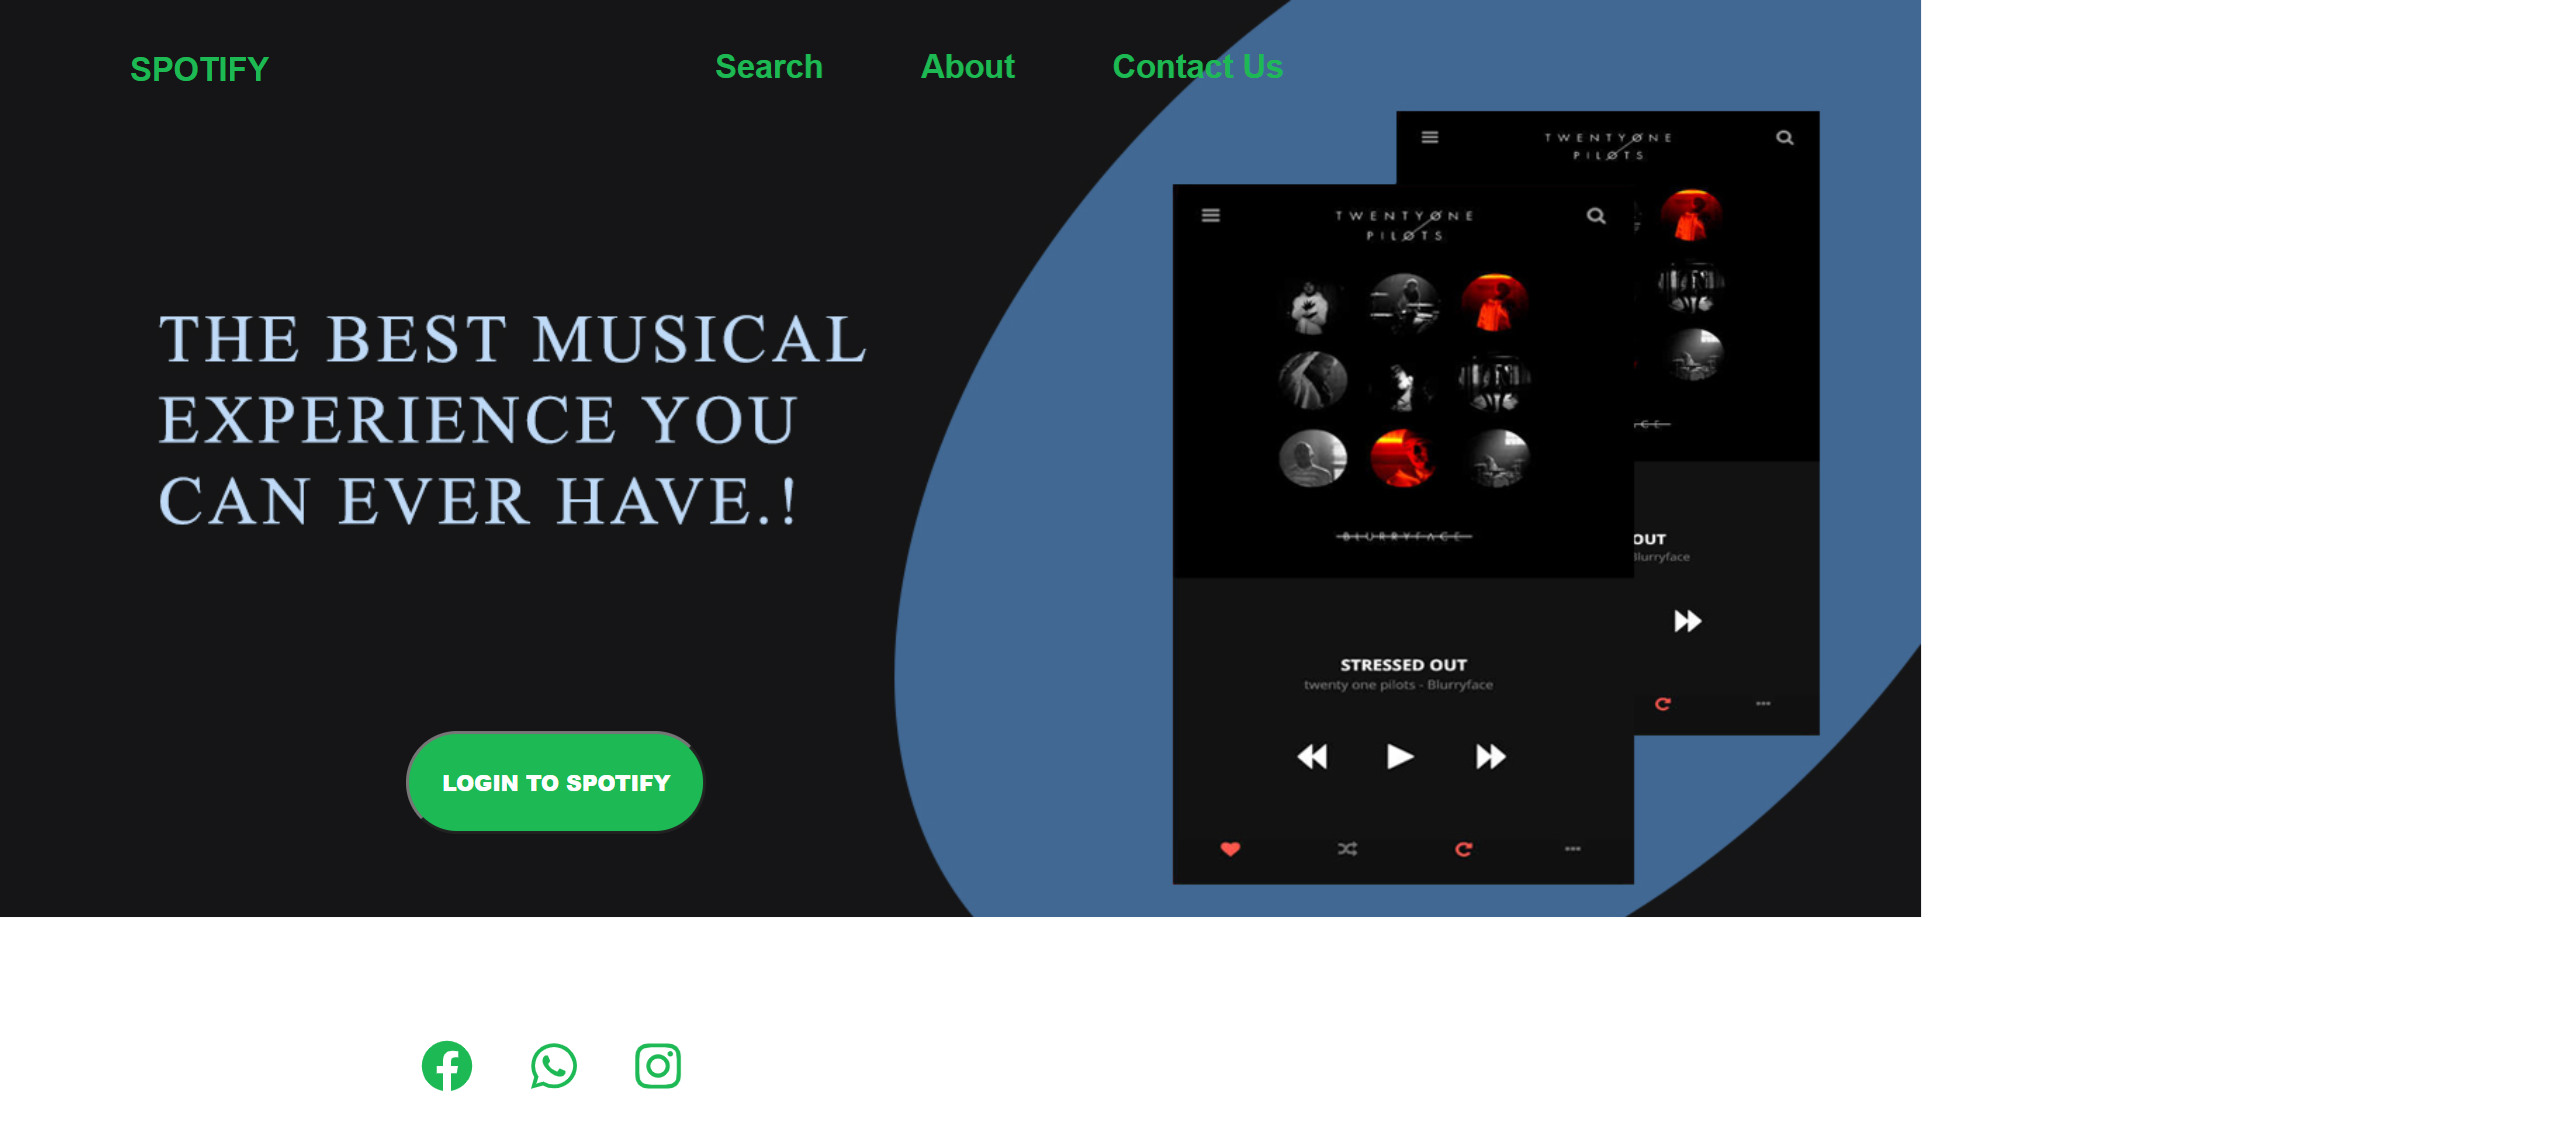 SPOTIFY
Search
About
Contact Us
THE BEST MUSICAL
EXPERIENCE YOU
CAN EVER HAVE.!
LOGIN TO SPOTIFY
TWENTY ØNE
PILØTS
BLURRYFACE
STRESSED OUT
twenty one pilots - Blurryface
TWENTY ØNE
PILØTS
CE
OUT
Blurryface